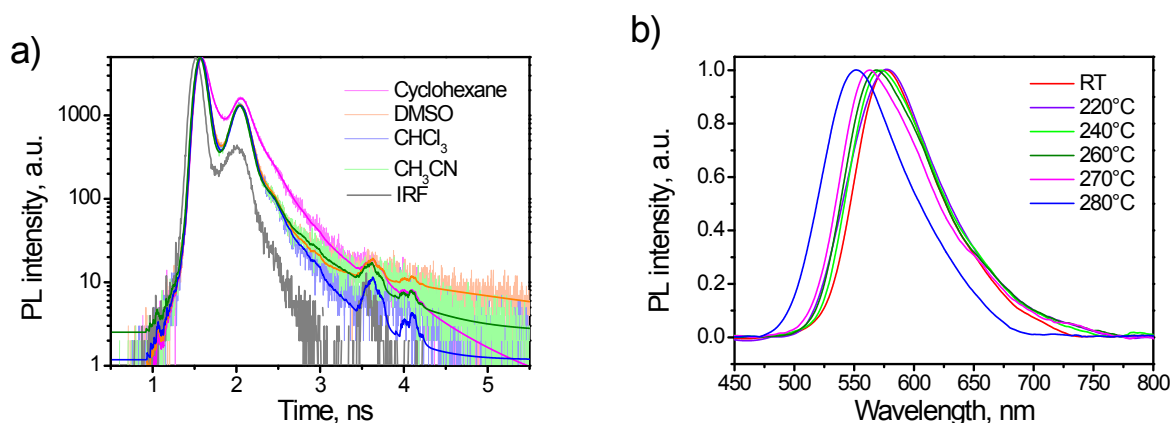 a)
PL intensity, a.u.
1000
100
10
1
Cyclohexane
DMSO
CHCl₃
CH₃CN
IRF
1 2 3 4 5
Time, ns
b)
PL intensity, a.u.
1.0
0.8
0.6
0.4
0.2
0.0
RT
220°C
240°C
260°C
270°C
280°C
450 500 550 600 650 700 750 800
Wavelength, nm